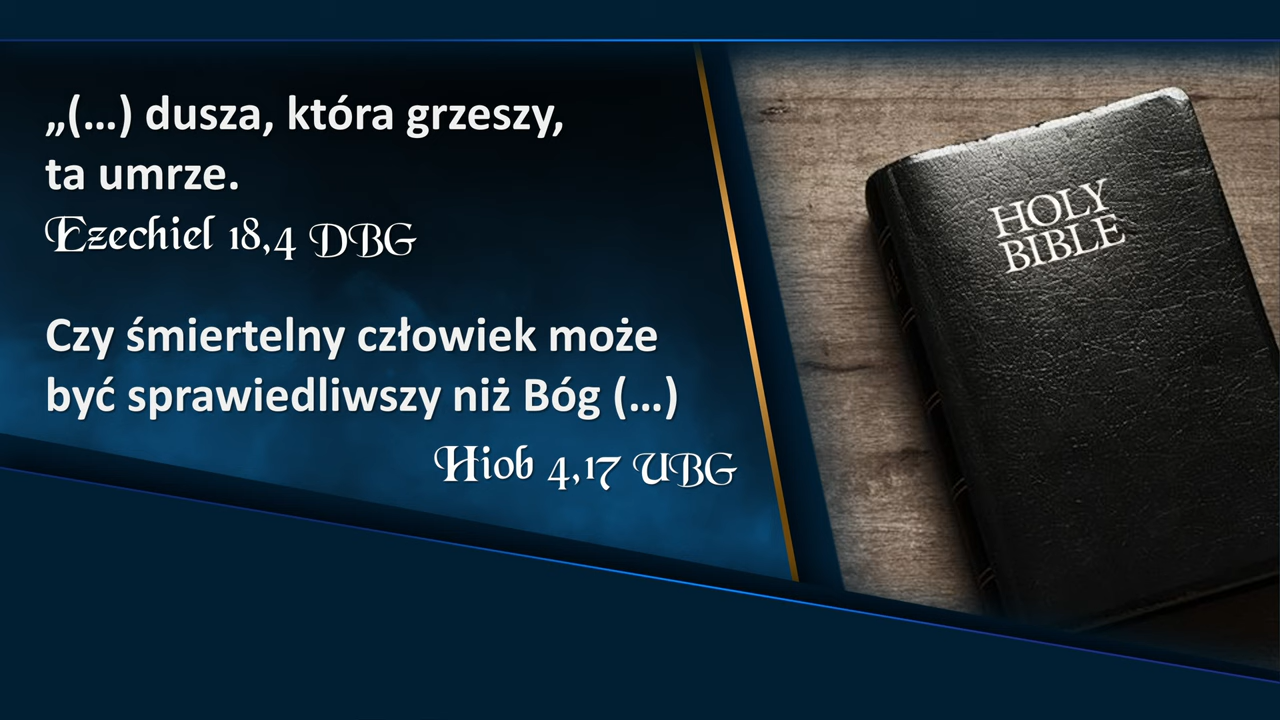 „(...) dusza, która grzeszy,
ta umrze.
Ezechiel 18,4 DBG
Czy śmiertelny człowiek może
być sprawiedliwszy niż Bóg (...)
Hiob 4,17 UBG
HOLY
BIBLE